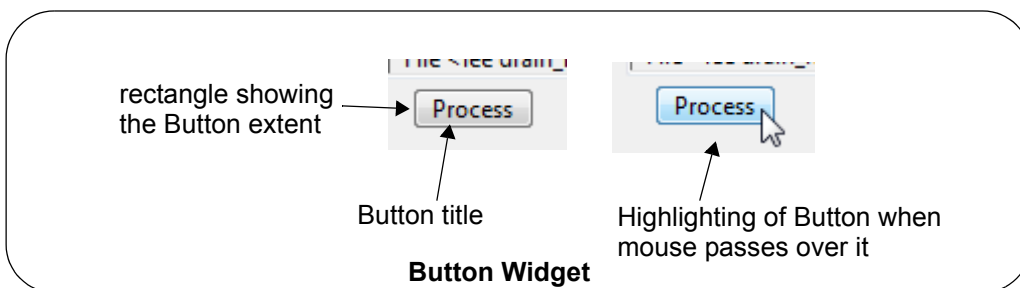 rectangle showing
the Button extent
Process
Process
Button title
Highlighting of Button when
mouse passes over it
Button Widget